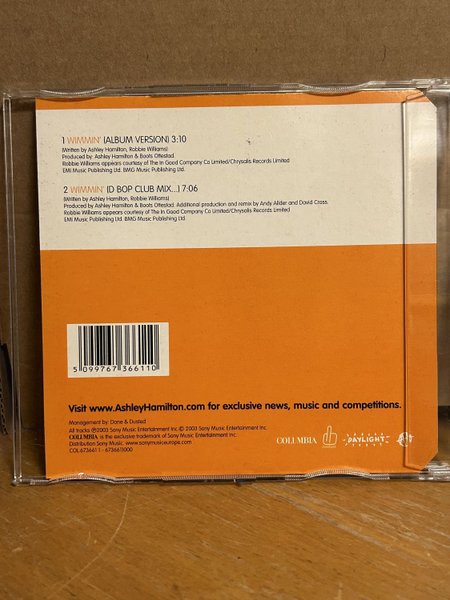 1 WIMMIN' (ALBUM VERSION) 3:10
(Written by Ashley Hamilton, Robbie Williams)
Produced by: Ashley Hamilton & Boots Ottestad.
Robbie Williams appears courtesy of The In Good Company Co Limited/Chrysalis Records Limited
EMI Music Publishing Ltd. BMG Music Publishing Ltd.
2 WIMMIN' (D BOP CLUB MIX...) 7:06
(Written by Ashley Hamilton, Robbie Williams)
Produced by Ashley Hamilton & Boots Ottestad. Additional production and remix by Andy Allder and David Cross.
Robbie Williams appears courtesy of The In Good Company Co Limited/Chrysalis Records Limited
EMI Music Publishing Ltd. BMG Music Publishing Ltd.
5 099767 366110
Visit www.AshleyHamilton.com for exclusive news, music and competitions.
Management by: Done & Dusted
All tracks ℗2003 Sony Music Entertainment Inc.© 2003 Sony Music Entertainment Inc.
COLUMBIA is the exclusive trademark of Sony Music Entertainment Inc.
Distribution Sony Music. www.sonymusiceurope.com
COL 6736611 - 6736611000
COLUMBIA
DAYLIGHT